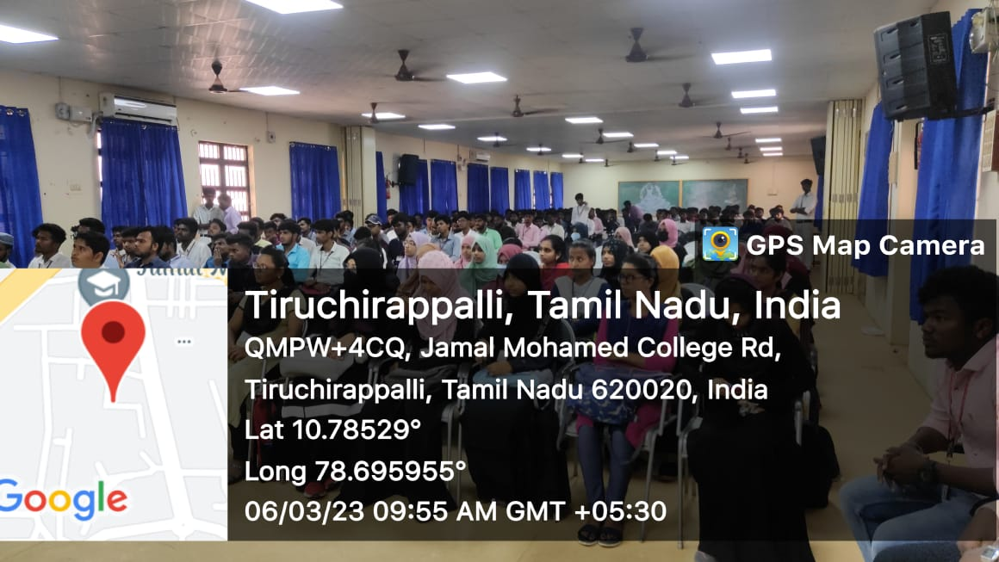 GPS Map Camera
Tiruchirappalli, Tamil Nadu, India
QMPW+4CQ, Jamal Mohamed College Rd,
Tiruchirappalli, Tamil Nadu 620020, India
Lat 10.78529°
Long 78.695955°
06/03/23 09:55 AM GMT +05:30
Google